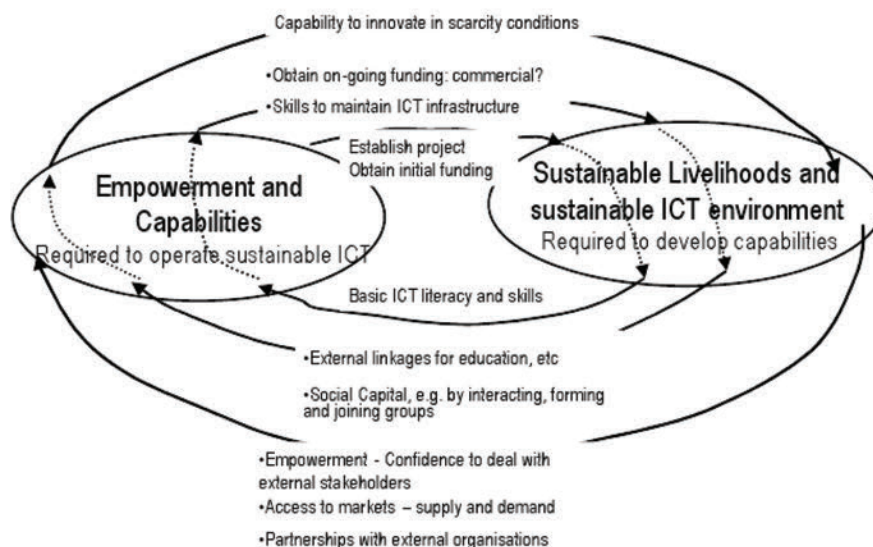 Capability to innovate in scarcity conditions
•Obtain on-going funding: commercial?
•Skills to maintain ICT infrastructure
Establish project
Obtain initial funding
Empowerment and
Capabilities
Required to operate sustainable ICT
Sustainable Livelihoods and
sustainable ICT environment
Required to develop capabilities
Basic ICT literacy and skills
•External linkages for education, etc
•Social Capital, e.g. by interacting, forming
and joining groups
•Empowerment - Confidence to deal with
external stakeholders
•Access to markets – supply and demand
•Partnerships with external organisations